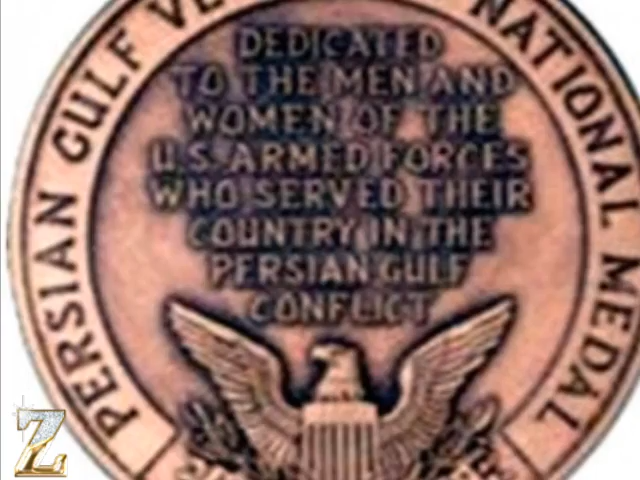 PERSIAN GULF VE
NATIONAL MEDAL
DEDICATED
TO THE MEN AND
WOMEN OF THE
U.S. ARMED FORCES
WHO SERVED THEIR
COUNTRY IN THE
PERSIAN GULF
CONFLICT
Z